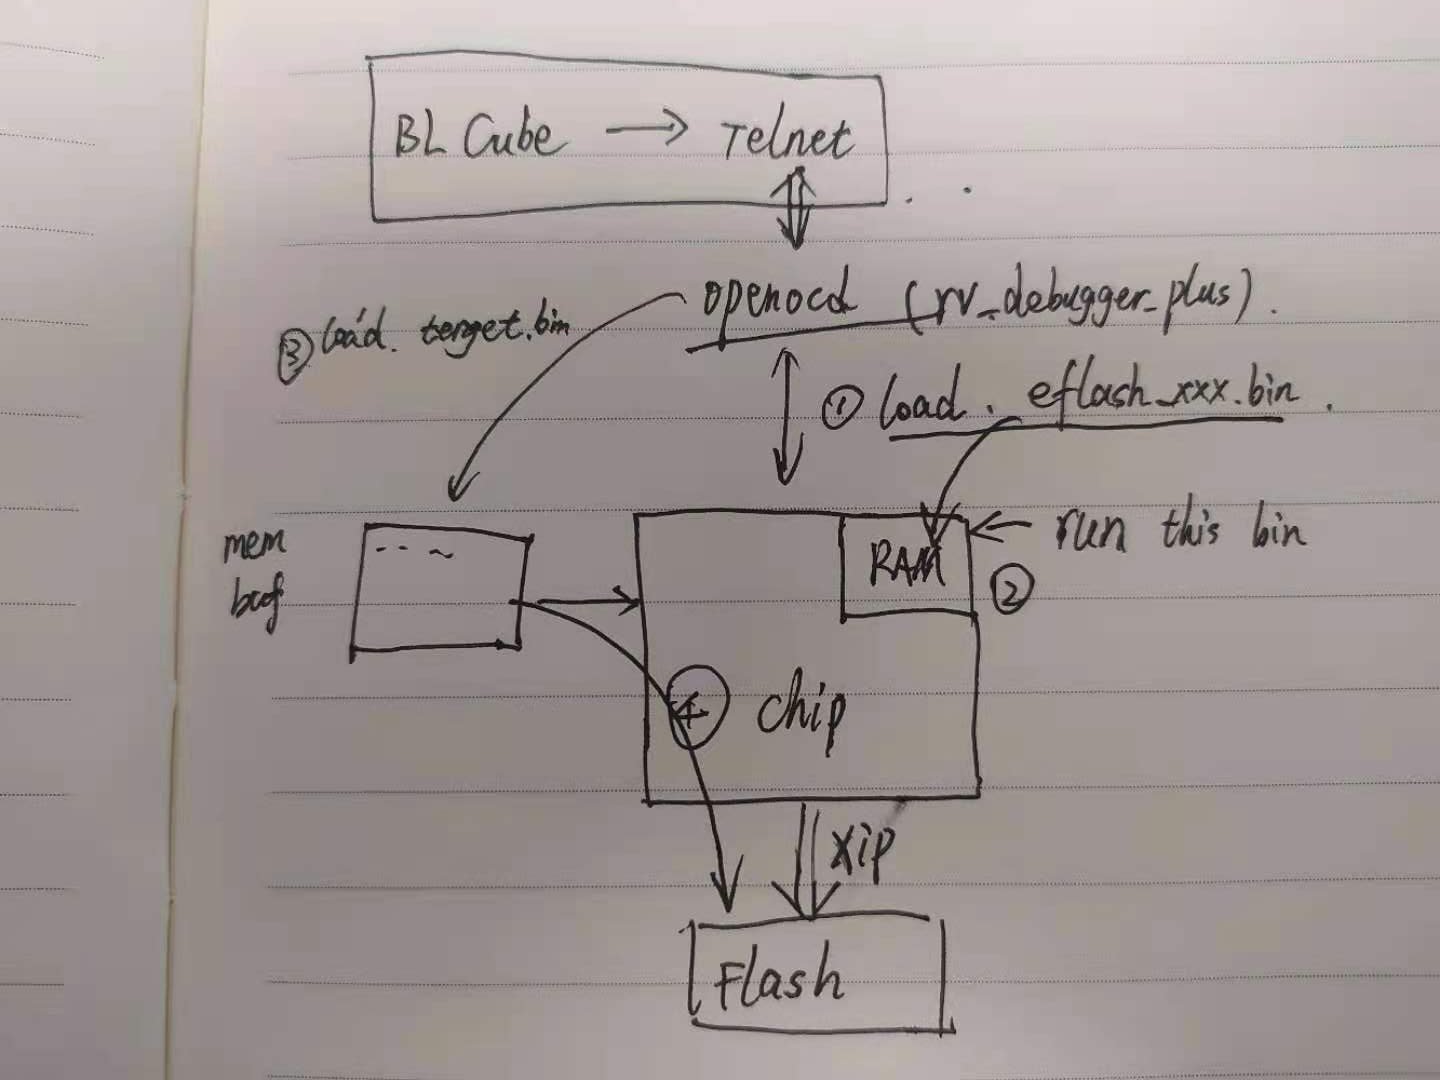 BL Cube → Telnet
openocd (rv_debugger_plus).
③ load. terget.bin
① load. eflash_xxx.bin.
mem
buf
RAM
← run this bin
②
④
chip
xip
Flash